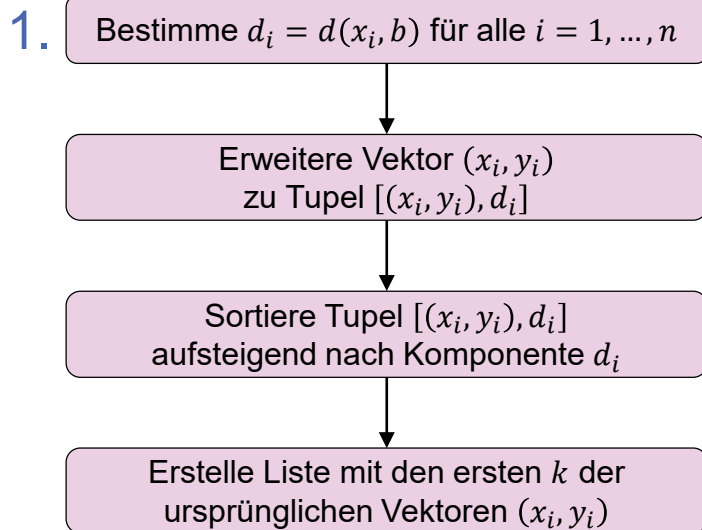 1.
Bestimme d_i = d(x_i, b) für alle i = 1, ..., n
Erweitere Vektor (x_i, y_i)
zu Tupel [(x_i, y_i), d_i]
Sortiere Tupel [(x_i, y_i), d_i]
aufsteigend nach Komponente d_i
Erstelle Liste mit den ersten k der
ursprünglichen Vektoren (x_i, y_i)